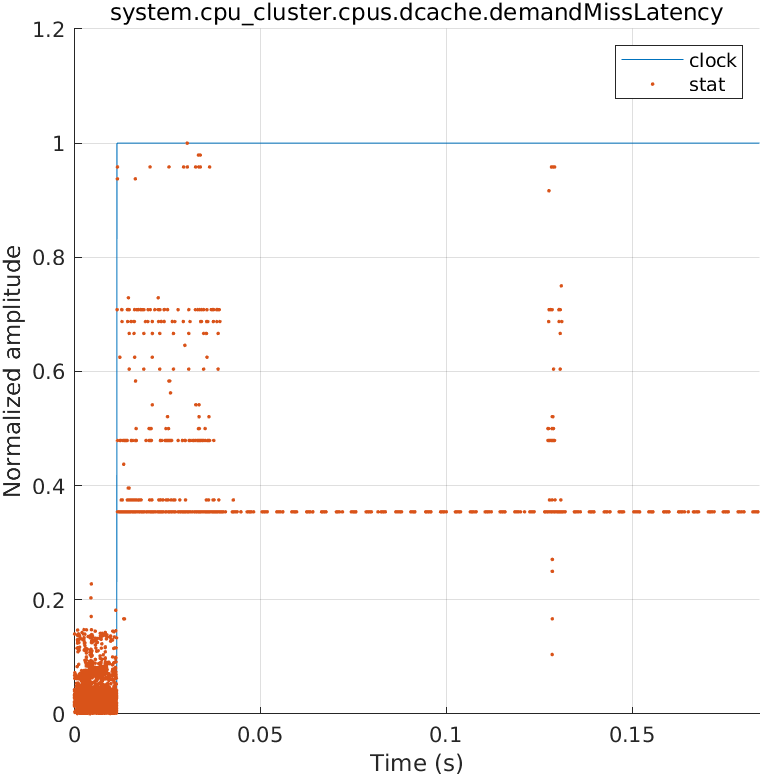 system.cpu_cluster.cpus.dcache.demandMissLatency
1.2
clock
stat
1
0.8
0.6
0.4
0.2
0
Normalized amplitude
0
0.05
0.1
0.15
Time (s)